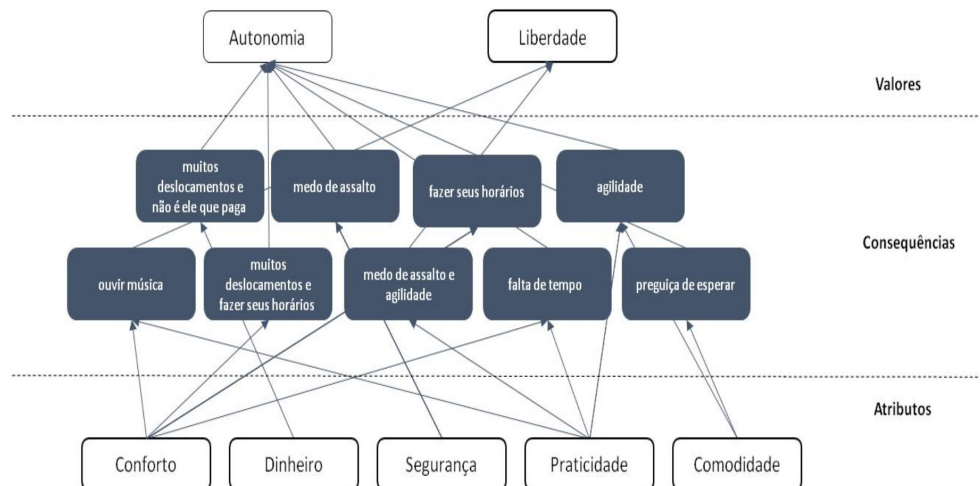 Autonomia
Liberdade
Valores
muitos
deslocamentos e
não é ele que paga
medo de assalto
fazer seus horários
agilidade
Consequências
ouvir música
muitos
deslocamentos e
fazer seus horários
medo de assalto e
agilidade
falta de tempo
preguiça de esperar
Atributos
Conforto
Dinheiro
Segurança
Praticidade
Comodidade